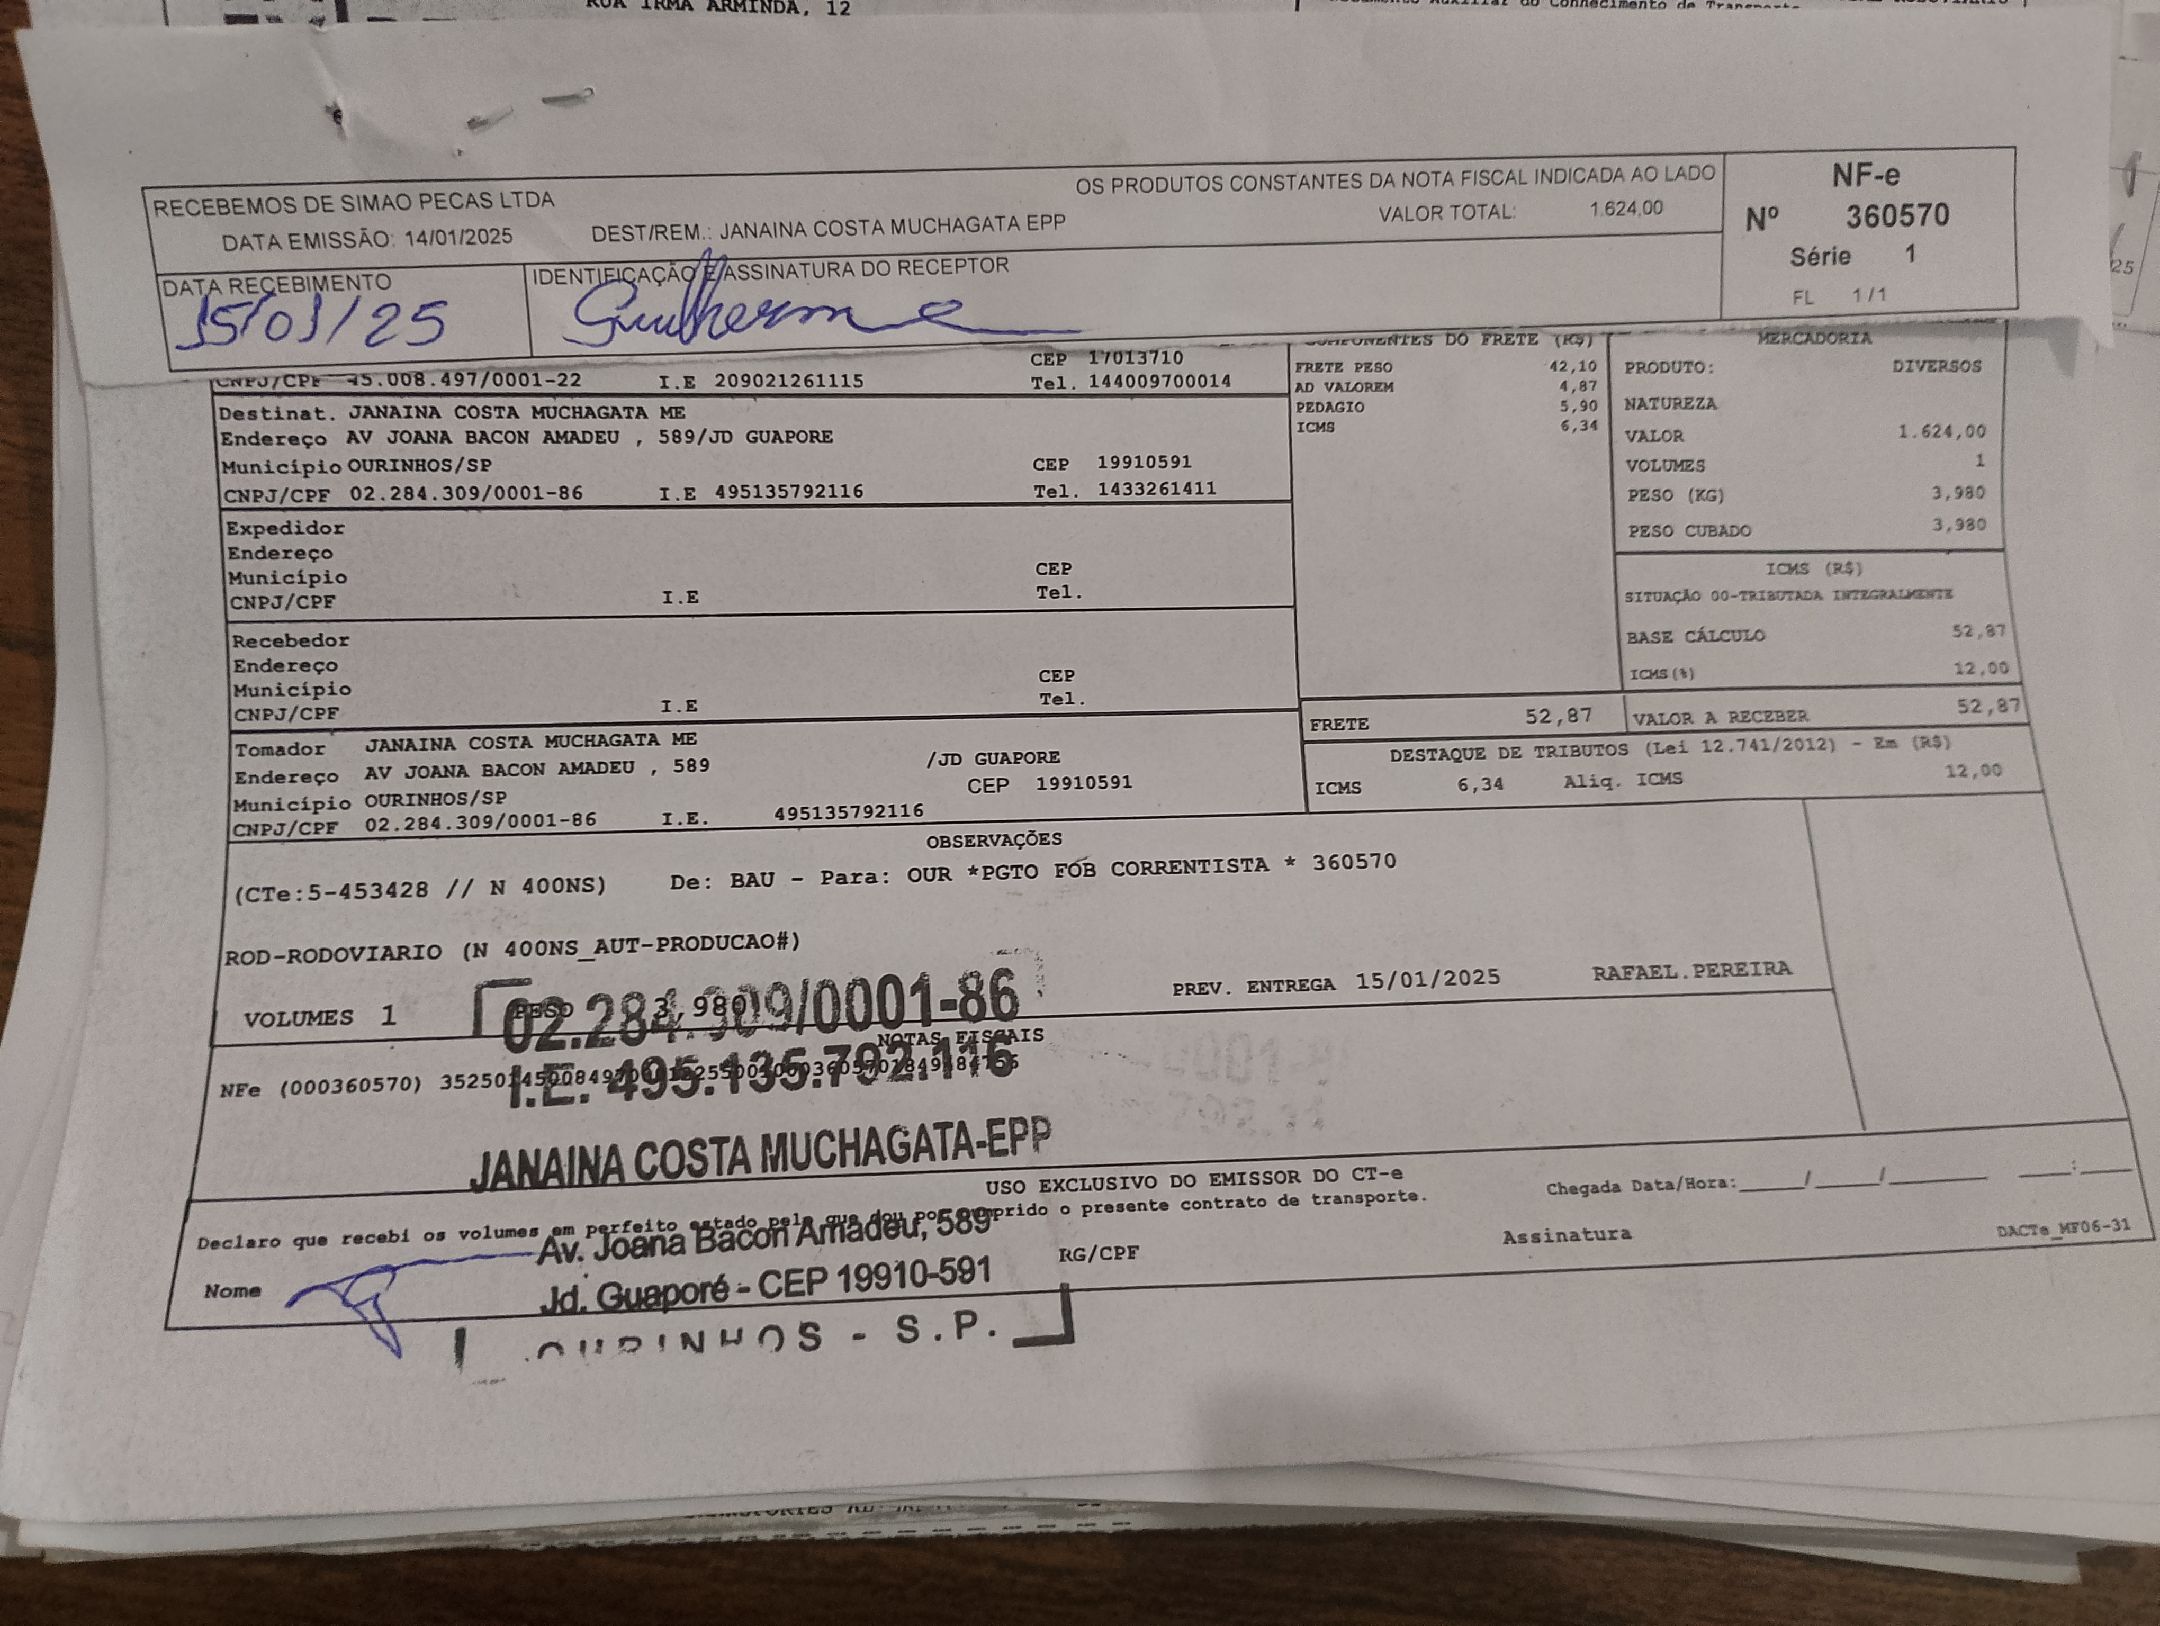 RUA IRMA ARMINDA, 12
RECEBEMOS DE SIMAO PECAS LTDA OS PRODUTOS CONSTANTES DA NOTA FISCAL INDICADA AO LADO
DATA EMISSÃO: 14/01/2025 DEST/REM.: JANAINA COSTA MUCHAGATA EPP VALOR TOTAL: 1.624,00
NF-e
Nº 360570
Série 1
FL 1/1
DATA RECEBIMENTO IDENTIFICAÇÃO E ASSINATURA DO RECEPTOR
15/01/25 Guilherme
CEP 17013710
CNPJ/CPF 45.008.497/0001-22 I.E 209021261115 Tel. 144009700014
Destinat. JANAINA COSTA MUCHAGATA ME
Endereço AV JOANA BACON AMADEU , 589/JD GUAPORE
Município OURINHOS/SP CEP 19910591
CNPJ/CPF 02.284.309/0001-86 I.E 495135792116 Tel. 1433261411
Expedidor
Endereço
Município CEP
CNPJ/CPF I.E Tel.
Recebedor
Endereço
Município CEP
CNPJ/CPF I.E Tel.
Tomador JANAINA COSTA MUCHAGATA ME
Endereço AV JOANA BACON AMADEU , 589 /JD GUAPORE
Município OURINHOS/SP CEP 19910591
CNPJ/CPF 02.284.309/0001-86 I.E. 495135792116
COMPONENTES DO FRETE (R$)
FRETE PESO 42,10
AD VALOREM 4,87
PEDAGIO 5,90
ICMS 6,34
MERCADORIA
PRODUTO: DIVERSOS
NATUREZA
VALOR 1.624,00
VOLUMES 1
PESO (KG) 3,980
PESO CUBADO 3,980
ICMS (R$)
SITUAÇÃO 00-TRIBUTADA INTEGRALMENTE
BASE CÁLCULO 52,87
ICMS(%) 12,00
FRETE 52,87 VALOR A RECEBER 52,87
DESTAQUE DE TRIBUTOS (Lei 12.741/2012) - Em (R$)
ICMS 6,34 Aliq. ICMS 12,00
OBSERVAÇÕES
(CTe:5-453428 // N 400NS) De: BAU - Para: OUR *PGTO FOB CORRENTISTA * 360570
ROD-RODOVIARIO (N 400NS_AUT-PRODUCAO#)
VOLUMES 1 PESO 3,980 PREV. ENTREGA 15/01/2025 RAFAEL.PEREIRA
02.284.309/0001-86
NOTAS FISCAIS
NFe (000360570)
I.E. 495.135.792.116
JANAINA COSTA MUCHAGATA-EPP
USO EXCLUSIVO DO EMISSOR DO CT-e
Declaro que recebi os volumes em perfeito estado pelo que dou por cumprido o presente contrato de transporte.
Chegada Data/Hora:_____/_____/_______ ____:____
Av. Joana Bacon Amadeu, 589
Nome RG/CPF Assinatura DACTe_MF06-31
Jd. Guaporé - CEP 19910-591
OURINHOS - S.P.